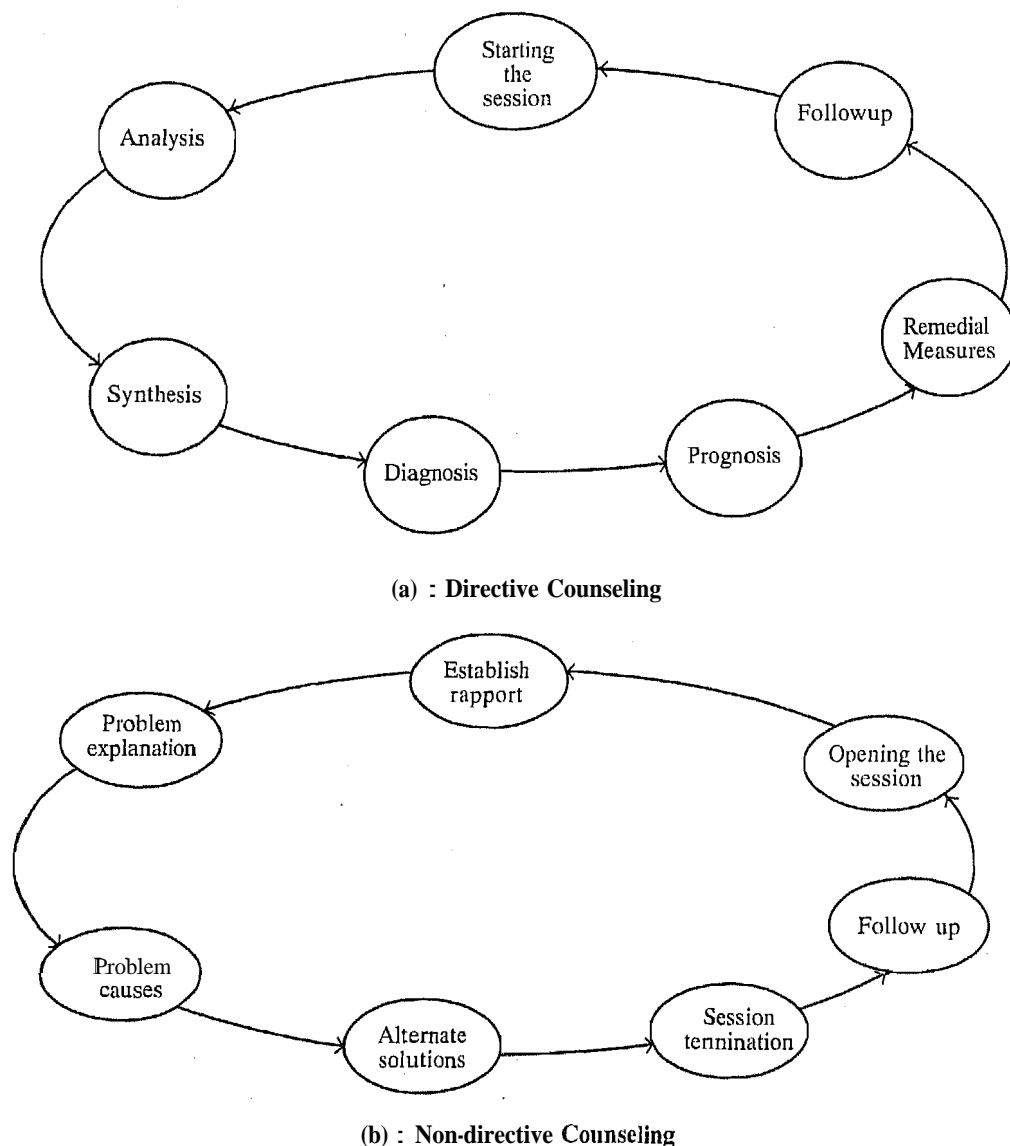 Starting
the
session
Followup
Analysis
Remedial
Measures
Synthesis
Prognosis
Diagnosis
(a) : Directive Counseling
Establish
rapport
Problem
explanation
Opening the
session
Follow up
Problem
causes
Session
tennination
Alternate
solutions
(b) : Non-directive Counseling